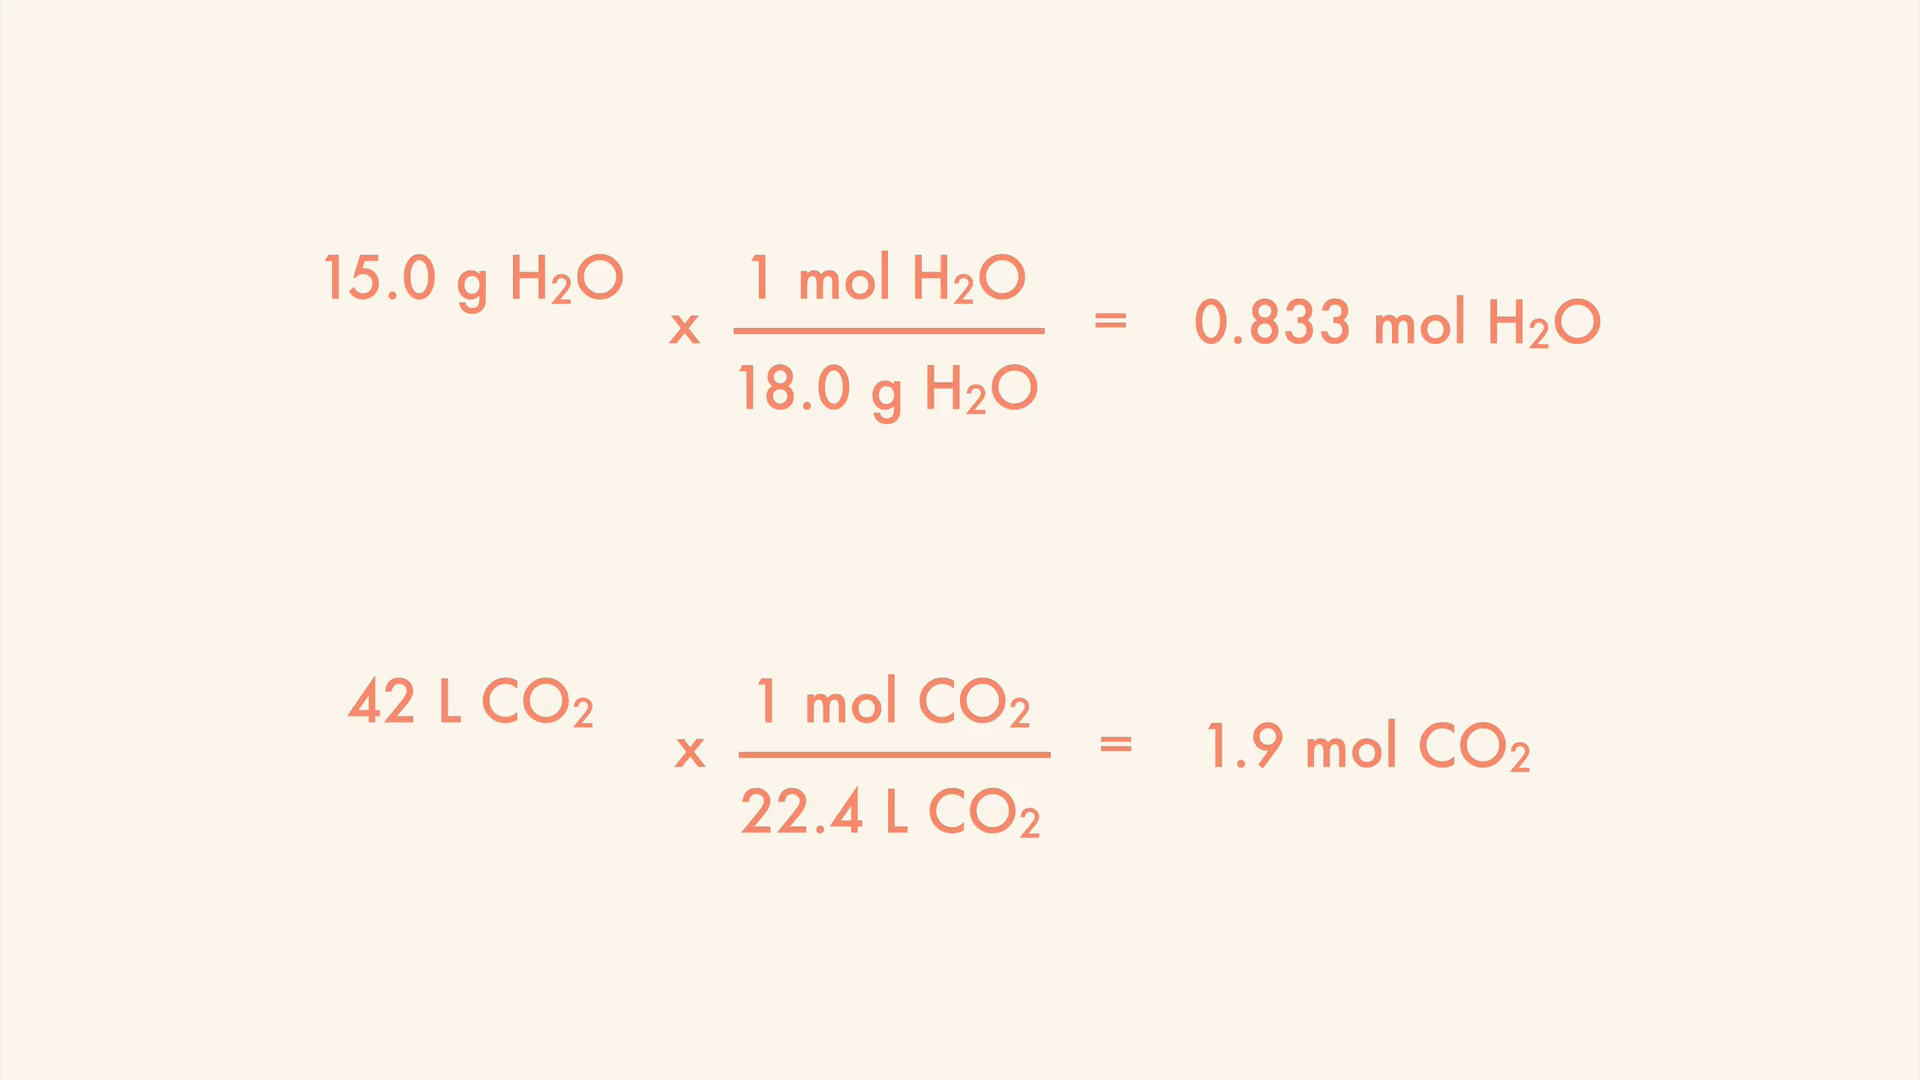 15.0 g H₂O x 1 mol H₂O = 0.833 mol H₂O
18.0 g H₂O
42 L CO₂ x 1 mol CO₂ = 1.9 mol CO₂
22.4 L CO₂